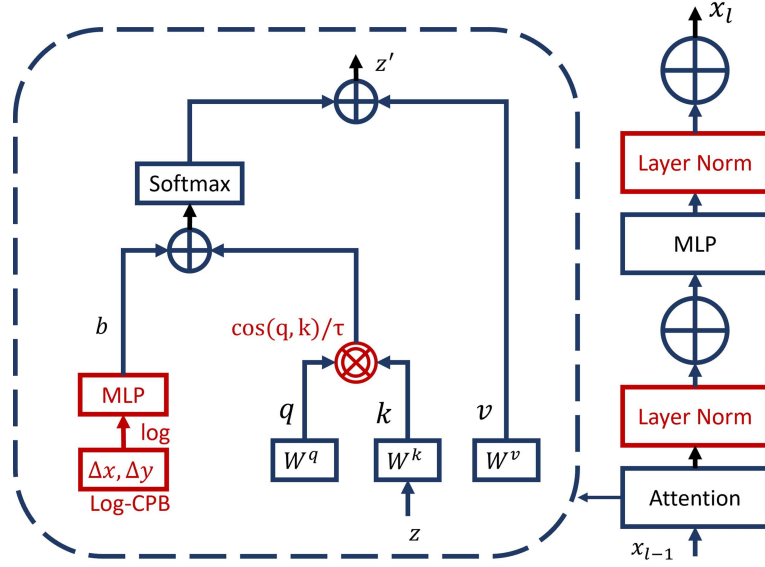 z′
Softmax
b
cos(q, k)/τ
MLP
log
Δx, Δy
Log-CPB
q
k
v
W^q
W^k
W^v
z
x_l
Layer Norm
MLP
Layer Norm
Attention
x_{l−1}